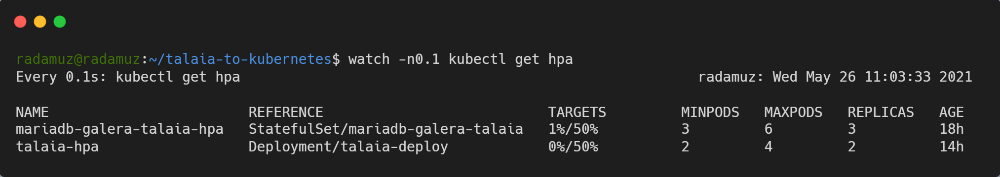 radamuz@radamuz:~/talaia-to-kubernetes$ watch -n0.1 kubectl get hpa
Every 0.1s: kubectl get hpa radamuz: Wed May 26 11:03:33 2021
NAME REFERENCE TARGETS MINPODS MAXPODS REPLICAS AGE
mariadb-galera-talaia-hpa StatefulSet/mariadb-galera-talaia 1%/50% 3 6 3 18h
talaia-hpa Deployment/talaia-deploy 0%/50% 2 4 2 14h